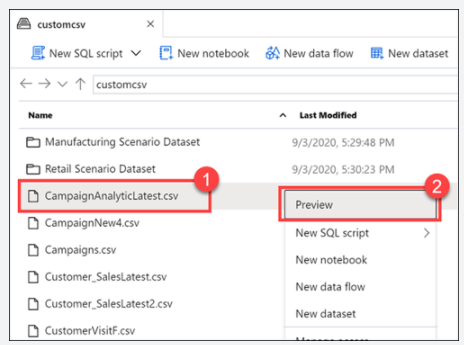 customcsv ×
New SQL script New notebook New data flow New dataset
customcsv
Name Last Modified
Manufacturing Scenario Dataset 9/3/2020, 5:29:48 PM
Retail Scenario Dataset 9/3/2020, 5:30:23 PM
1 2
CampaignAnalyticLatest.csv Preview
CampaignNew4.csv New SQL script
Campaigns.csv New notebook
Customer_SalesLatest.csv New data flow
Customer_SalesLatest2.csv New dataset
CustomerVisitF.csv Manage access